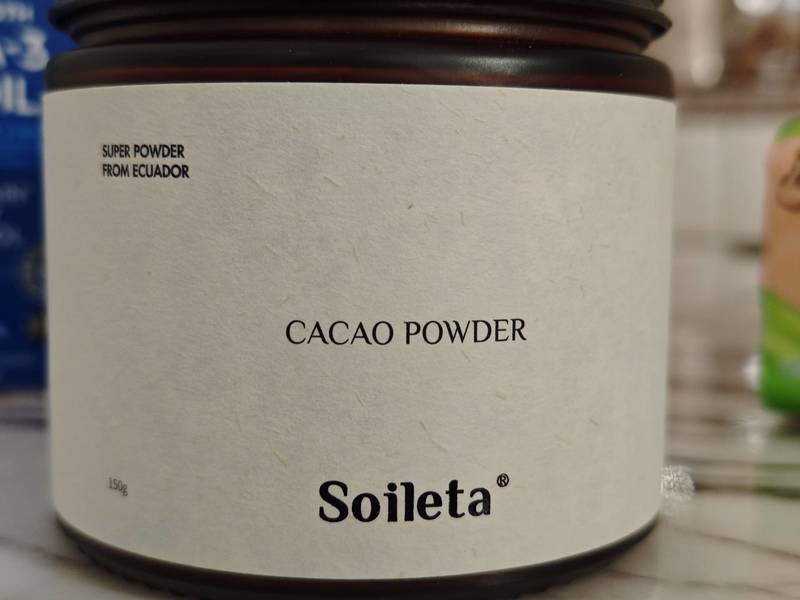 SUPER POWDER
FROM ECUADOR
CACAO POWDER
150g
Soileta®